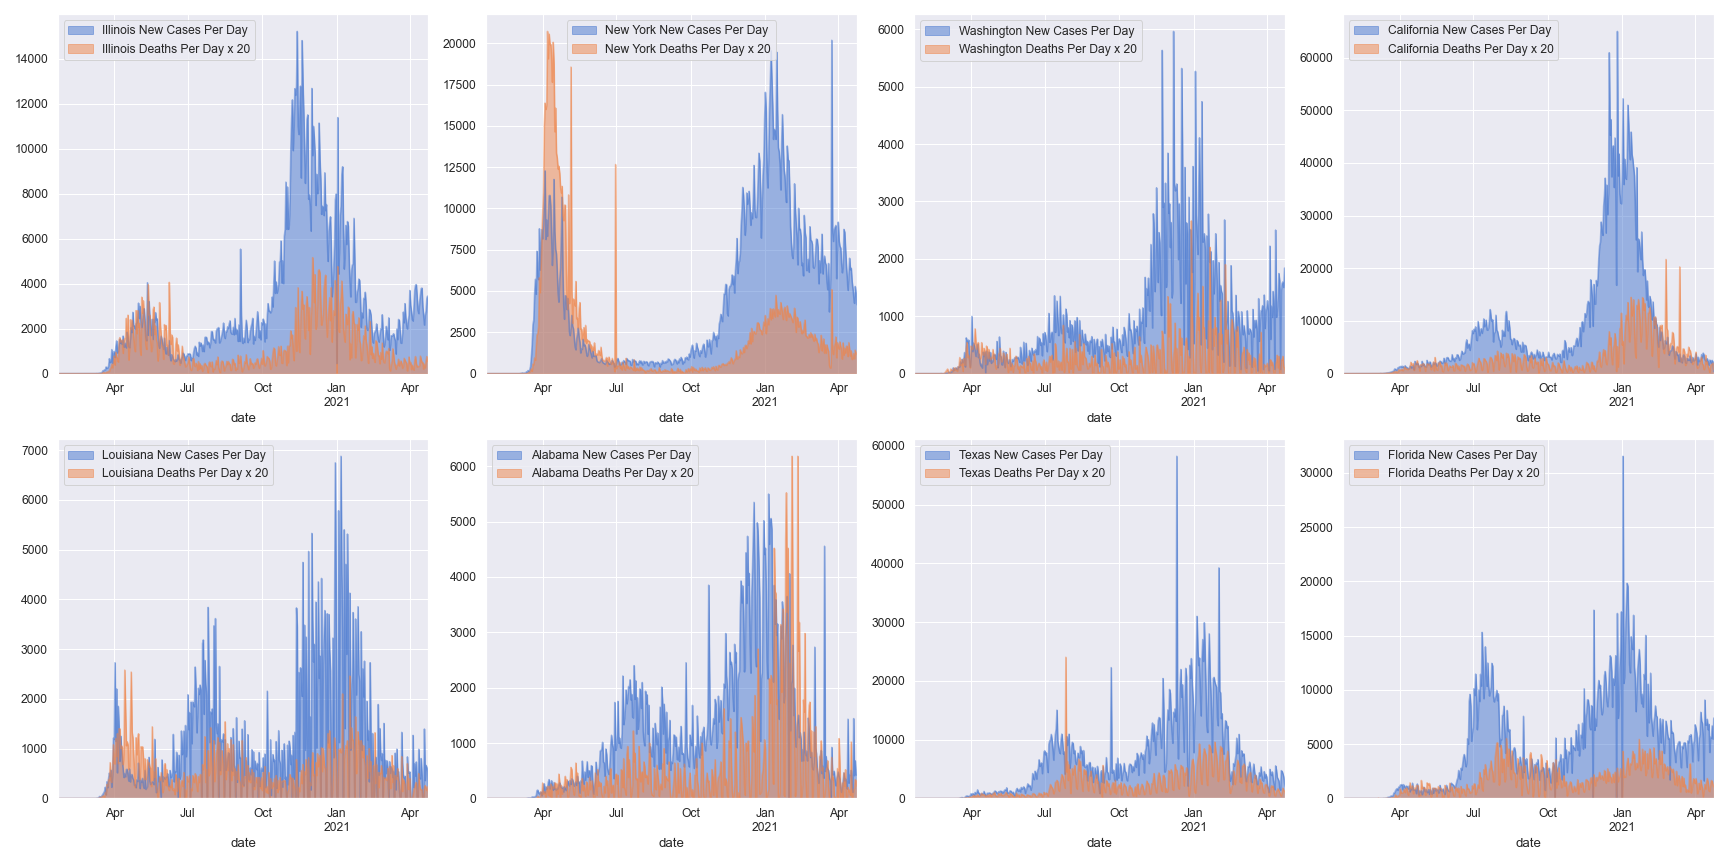 Illinois New Cases Per Day
Illinois Deaths Per Day x 20
14000
12000
10000
8000
6000
4000
2000
0
Apr
Jul
Oct
Jan
2021
Apr
date
New York New Cases Per Day
New York Deaths Per Day x 20
20000
17500
15000
12500
10000
7500
5000
2500
0
Apr
Jul
Oct
Jan
2021
Apr
date
Washington New Cases Per Day
Washington Deaths Per Day x 20
6000
5000
4000
3000
2000
1000
0
Apr
Jul
Oct
Jan
2021
Apr
date
California New Cases Per Day
California Deaths Per Day x 20
60000
50000
40000
30000
20000
10000
0
Apr
Jul
Oct
Jan
2021
Apr
date
Louisiana New Cases Per Day
Louisiana Deaths Per Day x 20
7000
6000
5000
4000
3000
2000
1000
0
Apr
Jul
Oct
Jan
2021
Apr
date
Alabama New Cases Per Day
Alabama Deaths Per Day x 20
6000
5000
4000
3000
2000
1000
0
Apr
Jul
Oct
Jan
2021
Apr
date
Texas New Cases Per Day
Texas Deaths Per Day x 20
60000
50000
40000
30000
20000
10000
0
Apr
Jul
Oct
Jan
2021
Apr
date
Florida New Cases Per Day
Florida Deaths Per Day x 20
30000
25000
20000
15000
10000
5000
0
Apr
Jul
Oct
Jan
2021
Apr
date